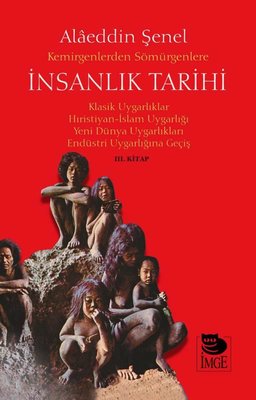 Alâeddin Şenel
Kemirgenlerden Sömürgenlere
İNSANLIK TARİHİ
Klasik Uygarlıklar
Hıristiyan-İslam Uygarlığı
Yeni Dünya Uygarlıkları
Endüstri Uygarlığına Geçiş
III. KİTAP
İMGE